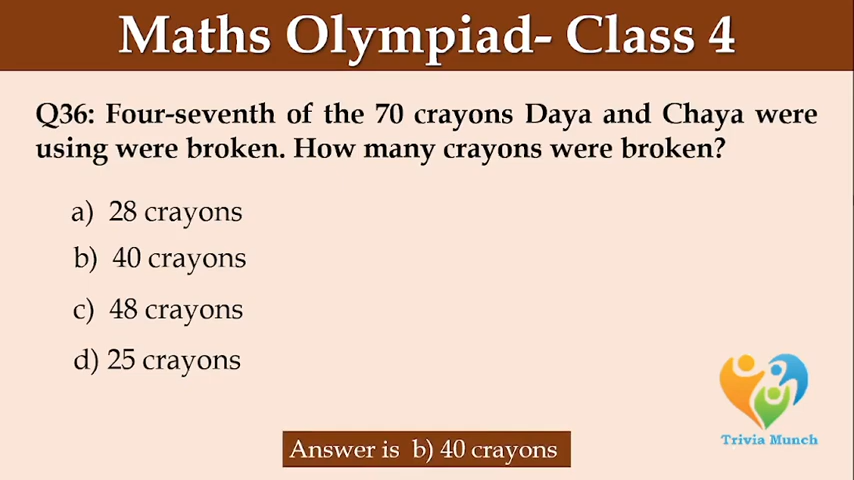 Maths Olympiad- Class 4
Q36: Four-seventh of the 70 crayons Daya and Chaya were
using were broken. How many crayons were broken?
a) 28 crayons
b) 40 crayons
c) 48 crayons
d) 25 crayons
Trivia Munch
Answer is b) 40 crayons